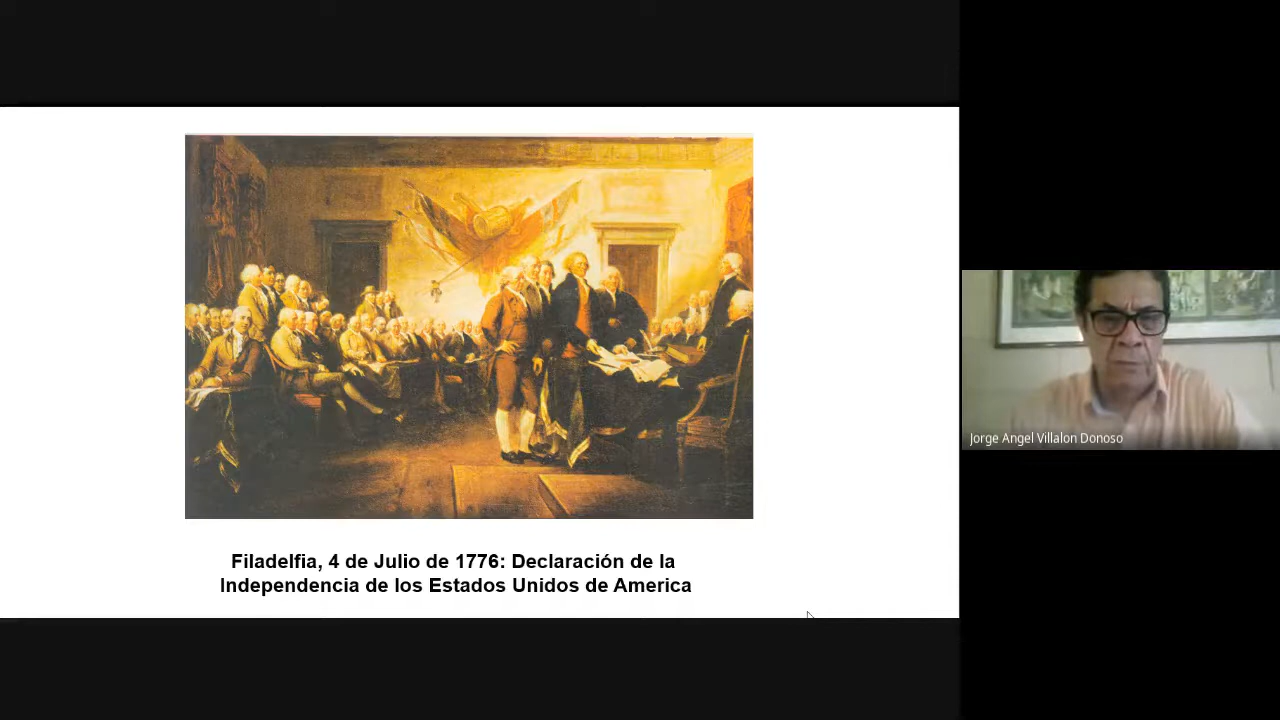 Filadelfia, 4 de Julio de 1776: Declaración de la
Independencia de los Estados Unidos de America
Jorge Angel Villalon Donoso